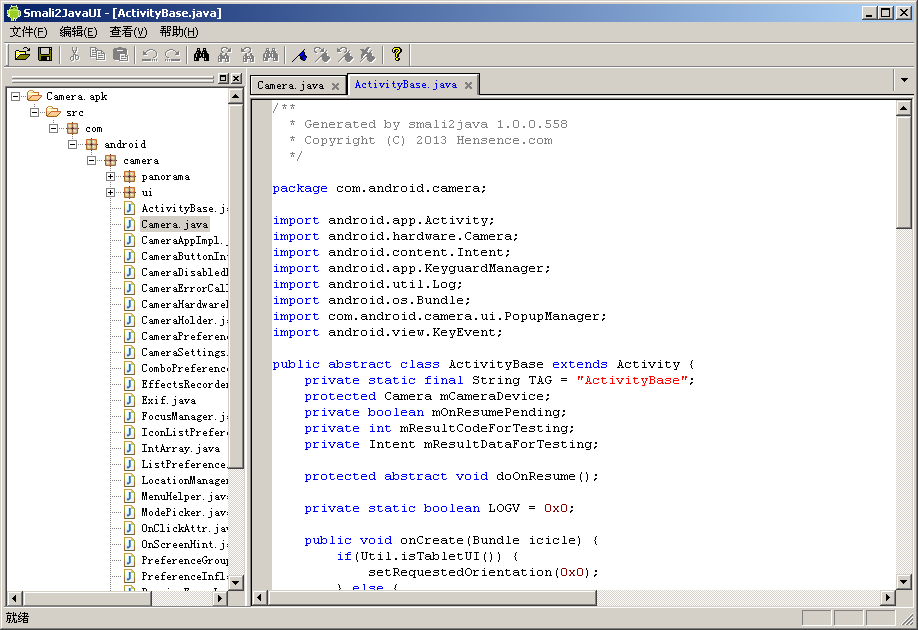 Smali2JavaUI - [ActivityBase.java]
文件(F) 编辑(E) 查看(V) 帮助(H)
Camera.apk
src
com
android
camera
panorama
ui
ActivityBase.j
Camera.java
CameraAppImpl.
CameraButtonIn
CameraDisabled
CameraErrorCal
CameraHardware
CameraHolder.j
CameraPreferen
CameraSettings.
ComboPreferenc
EffectsRecorde
Exif.java
FocusManager.j
IconListPrefer
IntArray.java
ListPreference.
LocationManage
MenuHelper.jav
ModePicker.jav
OnClickAttr.jav
OnScreenHint.j
PreferenceGrou
PreferenceInfl
Camera.java ActivityBase.java
/**
* Generated by smali2java 1.0.0.558
* Copyright (C) 2013 Hensence.com
*/
package com.android.camera;
import android.app.Activity;
import android.hardware.Camera;
import android.content.Intent;
import android.app.KeyguardManager;
import android.util.Log;
import android.os.Bundle;
import com.android.camera.ui.PopupManager;
import android.view.KeyEvent;
public abstract class ActivityBase extends Activity {
private static final String TAG = "ActivityBase";
protected Camera mCameraDevice;
private boolean mOnResumePending;
private int mResultCodeForTesting;
private Intent mResultDataForTesting;
protected abstract void doOnResume();
private static boolean LOGV = 0x0;
public void onCreate(Bundle icicle) {
if(Util.isTabletUI()) {
setRequestedOrientation(0x0);
} else {
就绪